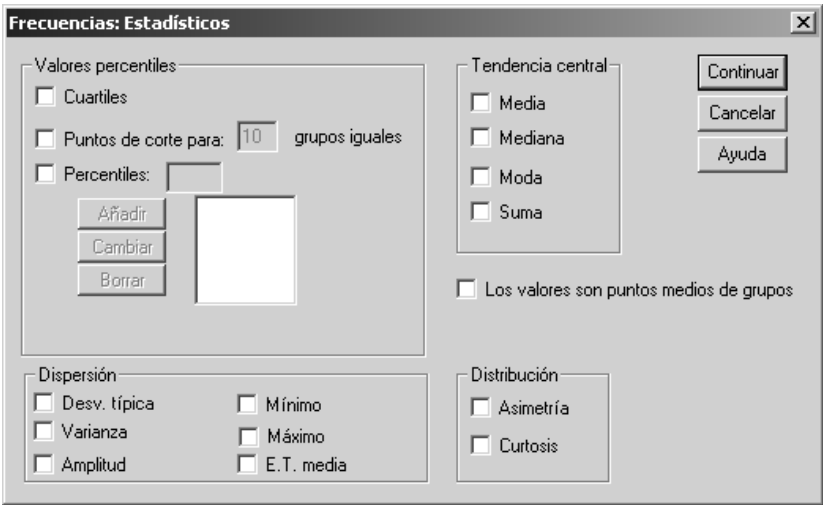 Frecuencias: Estadísticos
Valores percentiles
Cuartiles
Puntos de corte para: 10 grupos iguales
Percentiles:
Añadir
Cambiar
Borrar
Tendencia central
Media
Mediana
Moda
Suma
Continuar
Cancelar
Ayuda
Los valores son puntos medios de grupos
Dispersión
Desv. típica
Mínimo
Varianza
Máximo
Amplitud
E.T. media
Distribución
Asimetría
Curtosis